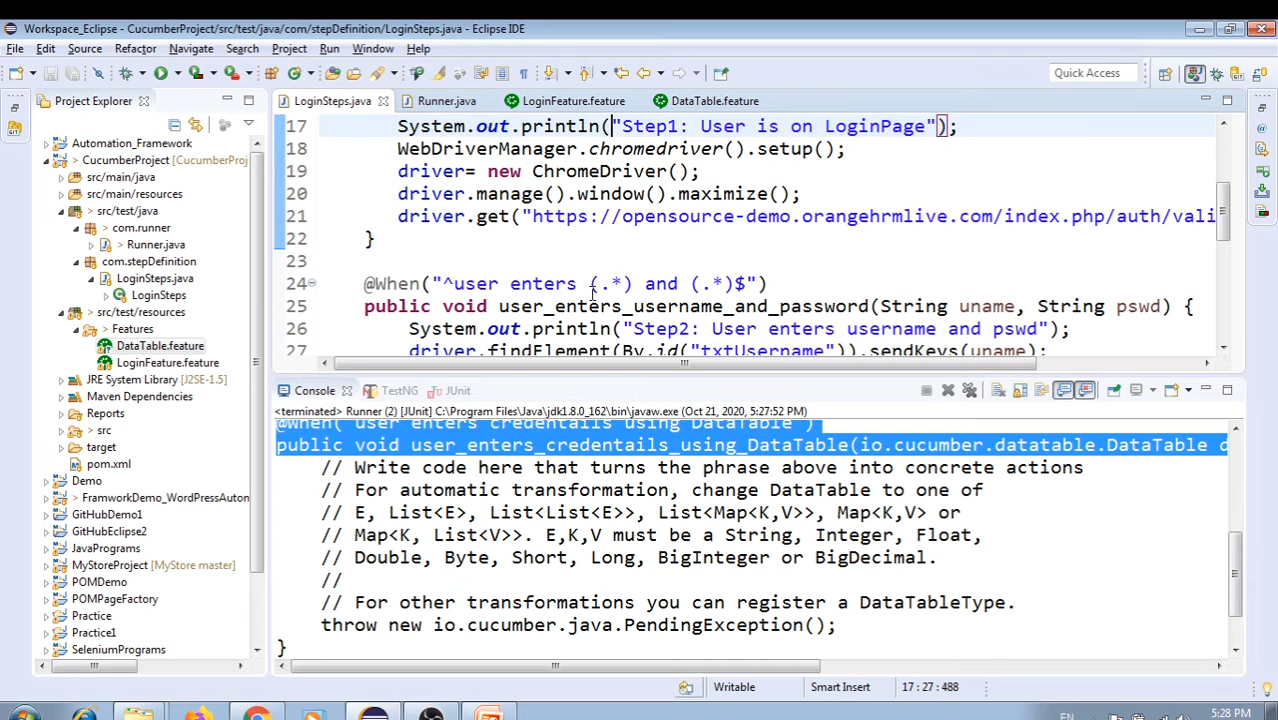 Workspace_Eclipse - CucumberProject/src/test/java/com/stepDefinition/LoginSteps.java - Eclipse IDE
File Edit Source Refactor Navigate Search Project Run Window Help
Quick Access
Project Explorer
LoginSteps.java Runner.java LoginFeature.feature DataTable.feature
Automation_Framework
> CucumberProject [CucumberPro
src/main/java
src/main/resources
src/test/java
com.runner
Runner.java
com.stepDefinition
LoginSteps.java
LoginSteps
src/test/resources
Features
DataTable.feature
LoginFeature.feature
JRE System Library [J2SE-1.5]
Maven Dependencies
Reports
src
target
pom.xml
Demo
> FramworkDemo_WordPressAuton
GitHubDemo1
GitHubEclipse2
JavaPrograms
MyStoreProject [MyStore master]
POMDemo
POMPageFactory
Practice
Practice1
SeleniumPrograms
17 System.out.println("Step1: User is on LoginPage");
18 WebDriverManager.chromedriver().setup();
19 driver= new ChromeDriver();
20 driver.manage().window().maximize();
21 driver.get("https://opensource-demo.orangehrmlive.com/index.php/auth/vali
22 }
23
24 @When("^user enters (.*) and (.*)$")
25 public void user_enters_username_and_password(String uname, String pswd) {
26 System.out.println("Step2: User enters username and pswd");
27 driver.findElement(By.id("txtUsername")).sendKeys(uname);
Console TestNG JUnit
<terminated> Runner (2) [JUnit] C:\Program Files\Java\jdk1.8.0_162\bin\javaw.exe (Oct 21, 2020, 5:27:52 PM)
@When("user enters credentails using DataTable")
public void user_enters_credentails_using_DataTable(io.cucumber.datatable.DataTable d
// Write code here that turns the phrase above into concrete actions
// For automatic transformation, change DataTable to one of
// E, List<E>, List<List<E>>, List<Map<K,V>>, Map<K,V> or
// Map<K, List<V>>. E,K,V must be a String, Integer, Float,
// Double, Byte, Short, Long, BigInteger or BigDecimal.
//
// For other transformations you can register a DataTableType.
throw new io.cucumber.java.PendingException();
}
Writable Smart Insert 17 : 27 : 488
EN 5:28 PM